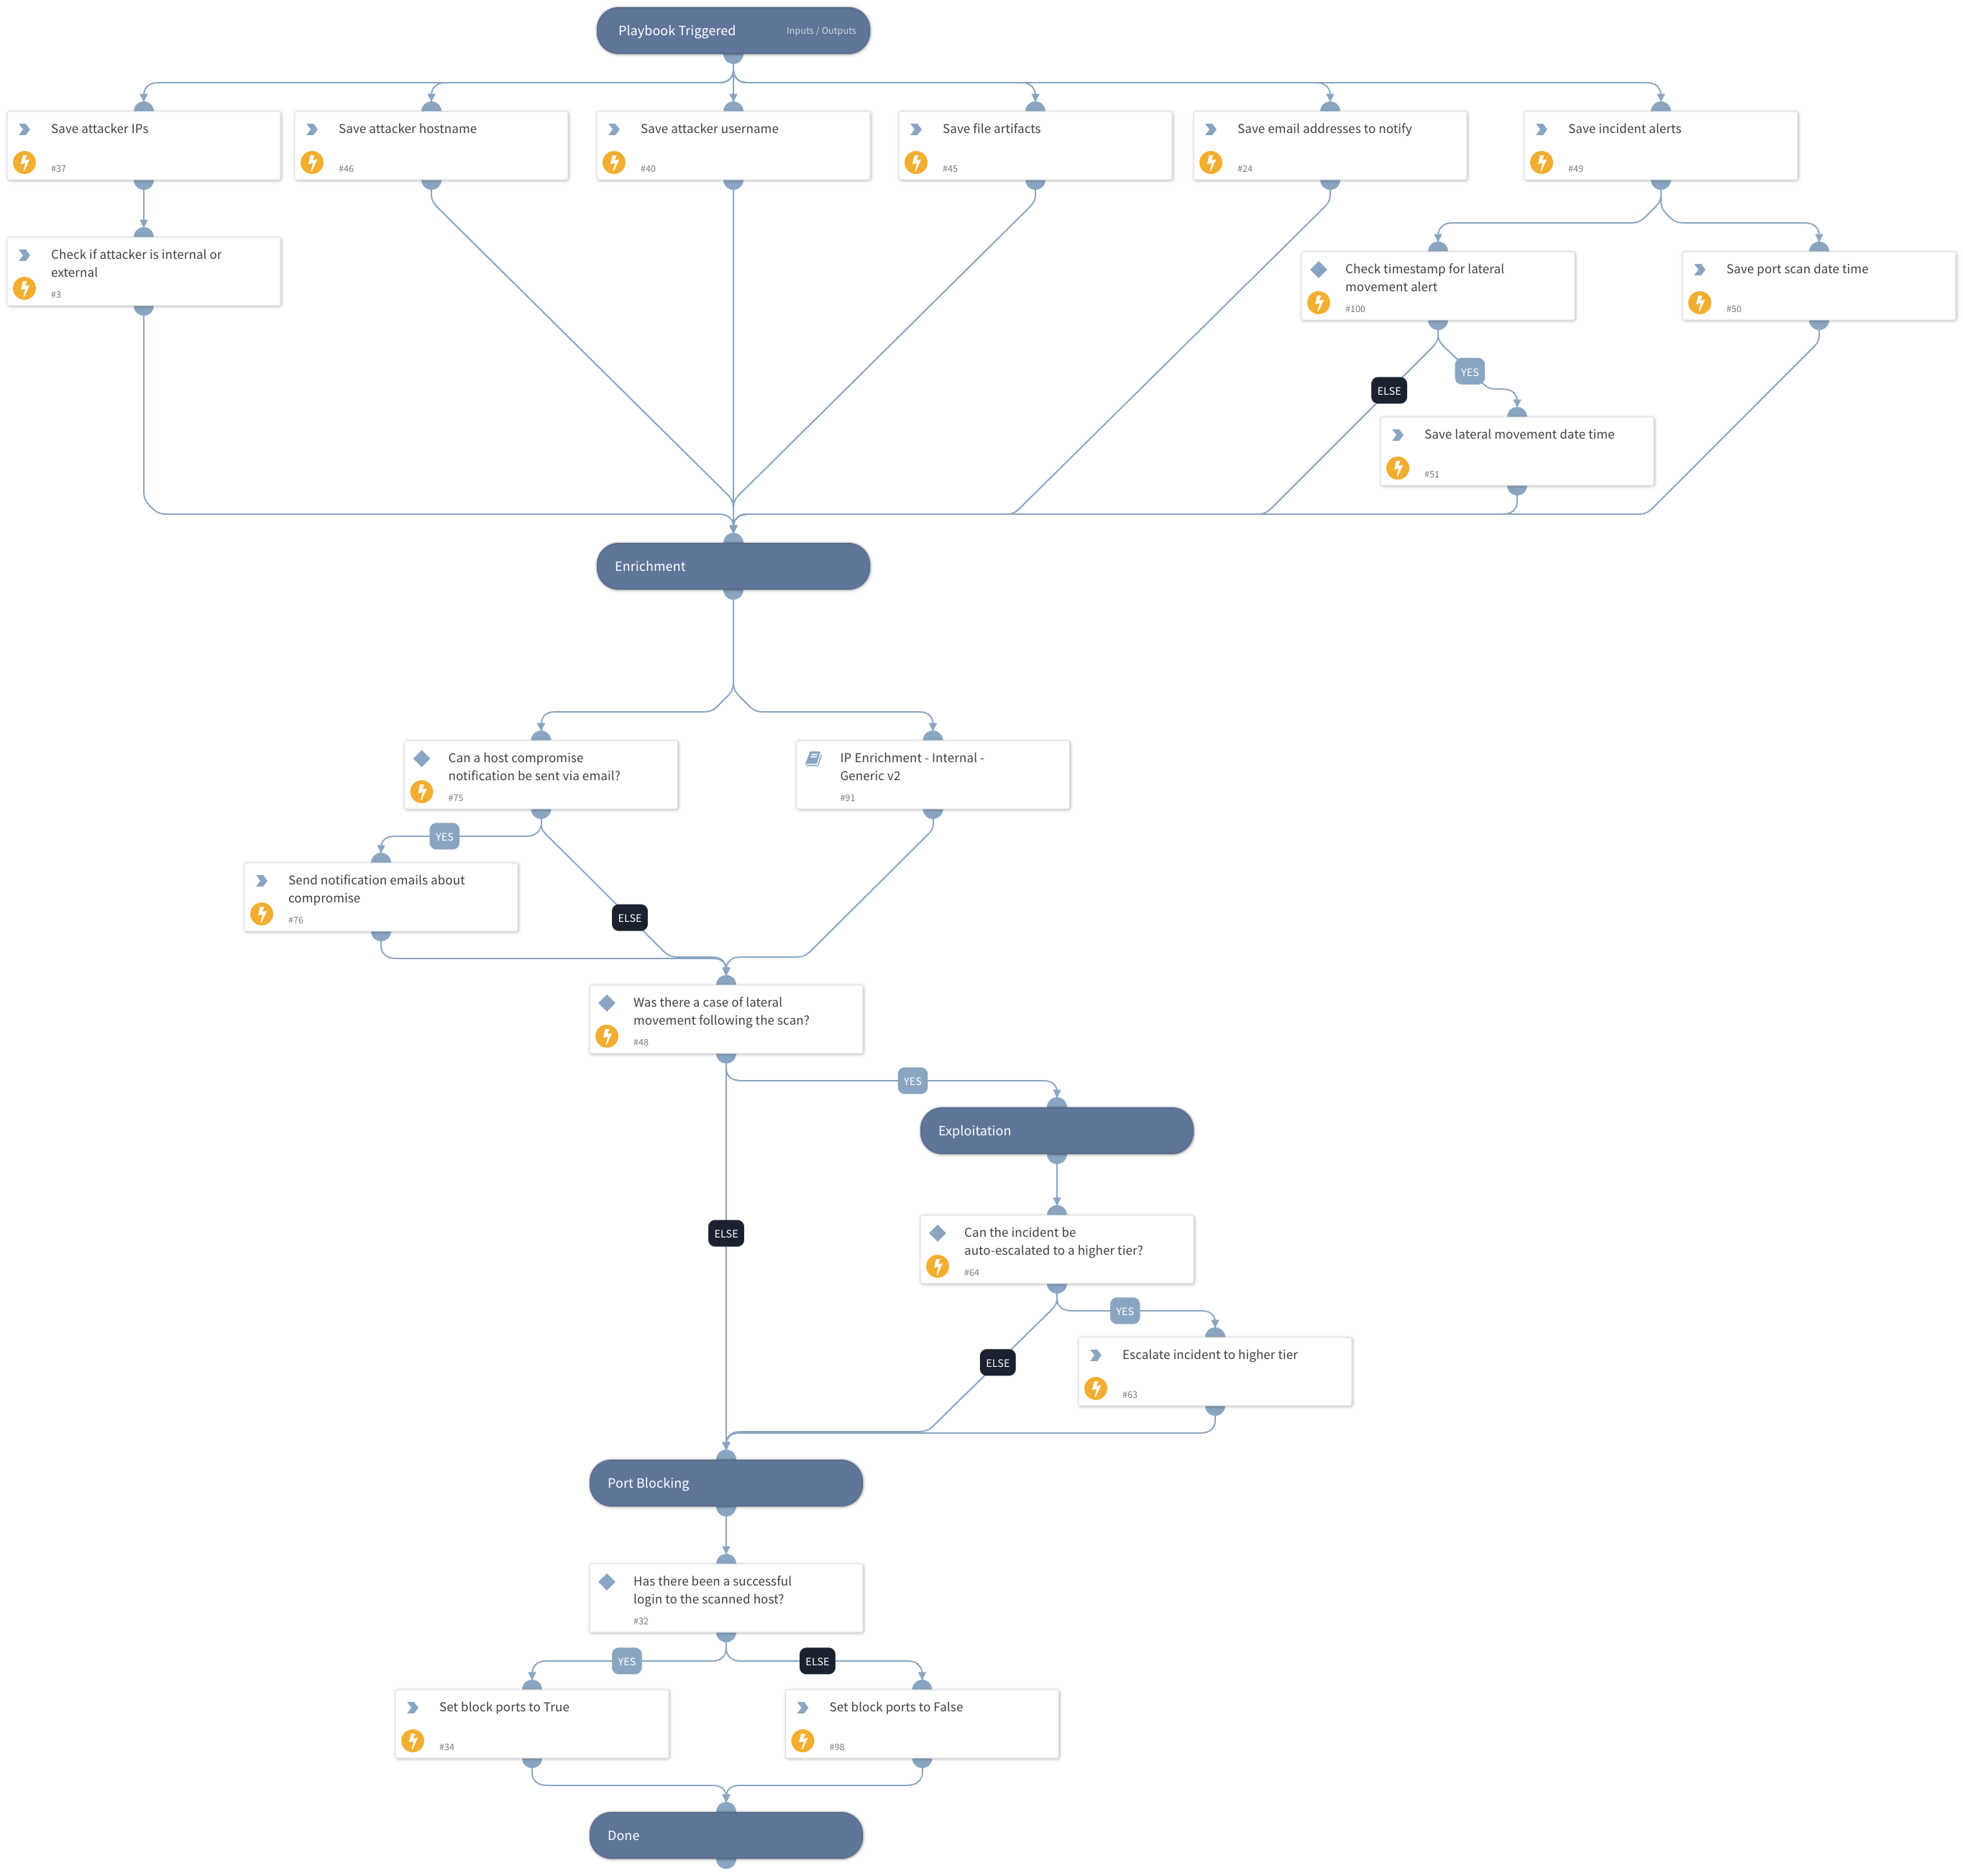 Playbook Triggered
Inputs / Outputs
Save attacker IPs
#37
Save attacker hostname
#46
Save attacker username
#40
Save file artifacts
#45
Save email addresses to notify
#24
Save incident alerts
#49
Check if attacker is internal or
external
#3
Check timestamp for lateral
movement alert
#100
Save port scan date time
#50
YES
ELSE
Save lateral movement date time
#51
Enrichment
Can a host compromise
notification be sent via email?
#75
IP Enrichment - Internal -
Generic v2
#91
YES
Send notification emails about
compromise
#76
ELSE
Was there a case of lateral
movement following the scan?
#48
YES
Exploitation
ELSE
Can the incident be
auto-escalated to a higher tier?
#64
YES
ELSE
Escalate incident to higher tier
#63
Port Blocking
Has there been a successful
login to the scanned host?
#32
YES
ELSE
Set block ports to True
#34
Set block ports to False
#98
Done